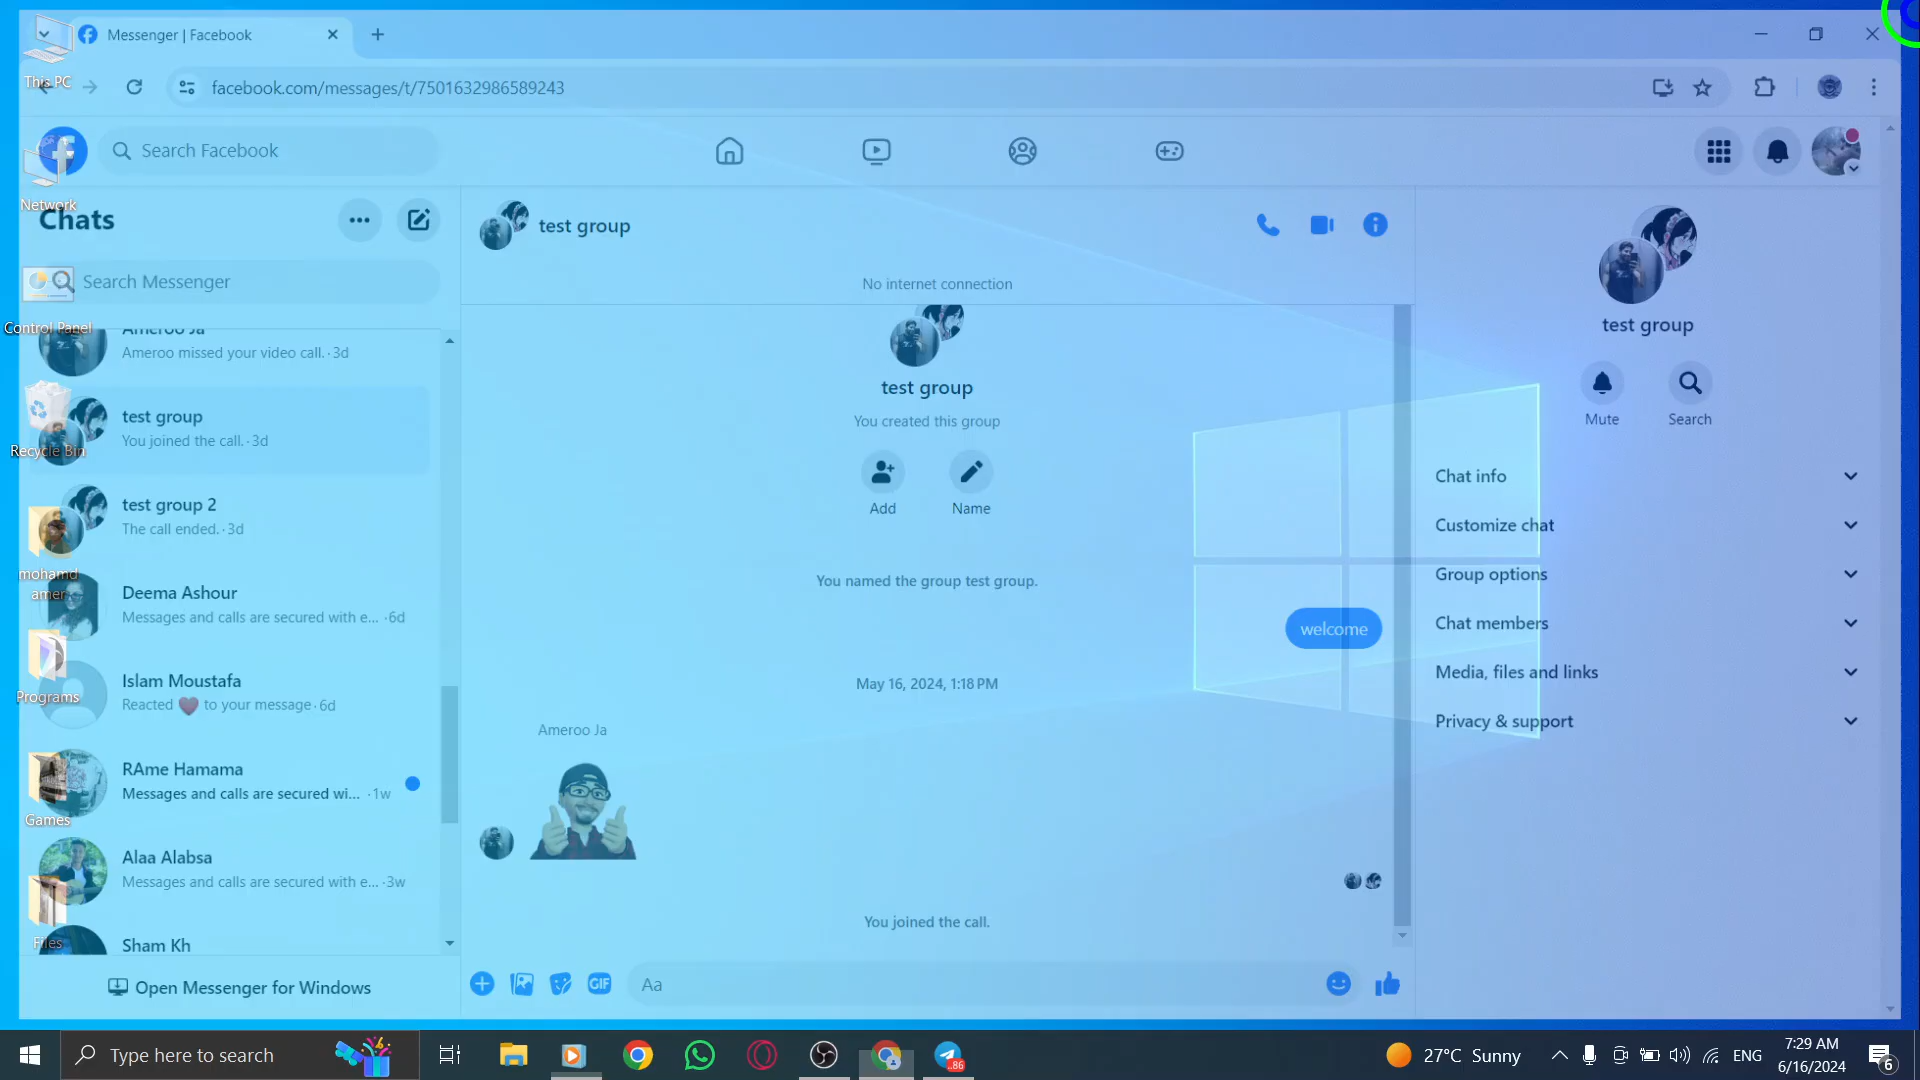 Messenger | Facebook
This PC
facebook.com/messages/t/7501632986589243
Search Facebook
Network
Chats
test group
Search Messenger
No internet connection
test group
Control Panel
Ameroo Ja
Ameroo missed your video call. · 3d
test group
You created this group
Mute
Search
test group
You joined the call. · 3d
Recycle Bin
Chat info
Add
Name
test group 2
The call ended. · 3d
Customize chat
mohamd
amer
You named the group test group.
Group options
Deema Ashour
Messages and calls are secured with e... · 6d
Chat members
welcome
Islam Moustafa
Reacted ❤ to your message · 6d
May 16, 2024, 1:18 PM
Media, files and links
Programs
Privacy & support
Ameroo Ja
RAme Hamama
Messages and calls are secured wi... · 1w
Games
Alaa Alabsa
Messages and calls are secured with e... · 3w
You joined the call.
Files
Sham Kh
Open Messenger for Windows
GIF
Aa
Type here to search
86
27°C Sunny
ENG
7:29 AM
6/16/2024
6